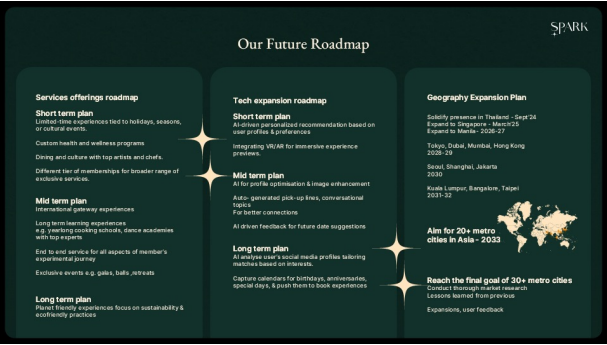 SPARK
Our Future Roadmap
Services offerings roadmap
Short term plan
Limited-time experiences tied to holidays, seasons,
or cultural events.
Custom health and wellness programs
Dining and culture with top artists and chefs.
Different tier of memberships for broader range of
exclusive services.
Mid term plan
International gateway experiences
Long term learning experiences
e.g. yearlong cooking schools, dance academies
with top experts
End to end service for all aspects of member's
experimental journey
Exclusive events e.g. galas, balls ,retreats
Long term plan
Planet friendly experiences focus on sustainability &
ecofriendly practices
Tech expansion roadmap
Short term plan
AI-driven personalized recommendation based on
user profiles & preferences
Integrating VR/AR for immersive experience
previews.
Mid term plan
AI for profile optimisation & image enhancement
Auto- generated pick-up lines, conversational
topics
For better connections
AI driven feedback for future date suggestions
Long term plan
AI analyse user's social media profiles tailoring
matches based on interests.
Capture calendars for birthdays, anniversaries,
special days, & push them to book experiences
Geography Expansion Plan
Solidify presence in Thailand - Sept'24
Expand to Singapore - March'25
Expand to Manila- 2026-27
Tokyo, Dubai, Mumbai, Hong Kong
2028-29
Seoul, Shanghai, Jakarta
2030
Kuala Lumpur, Bangalore, Taipei
2031-32
Aim for 20+ metro
cities in Asia - 2033
Reach the final goal of 30+ metro cities
Conduct thorough market research
Lessons learned from previous
Expansions, user feedback